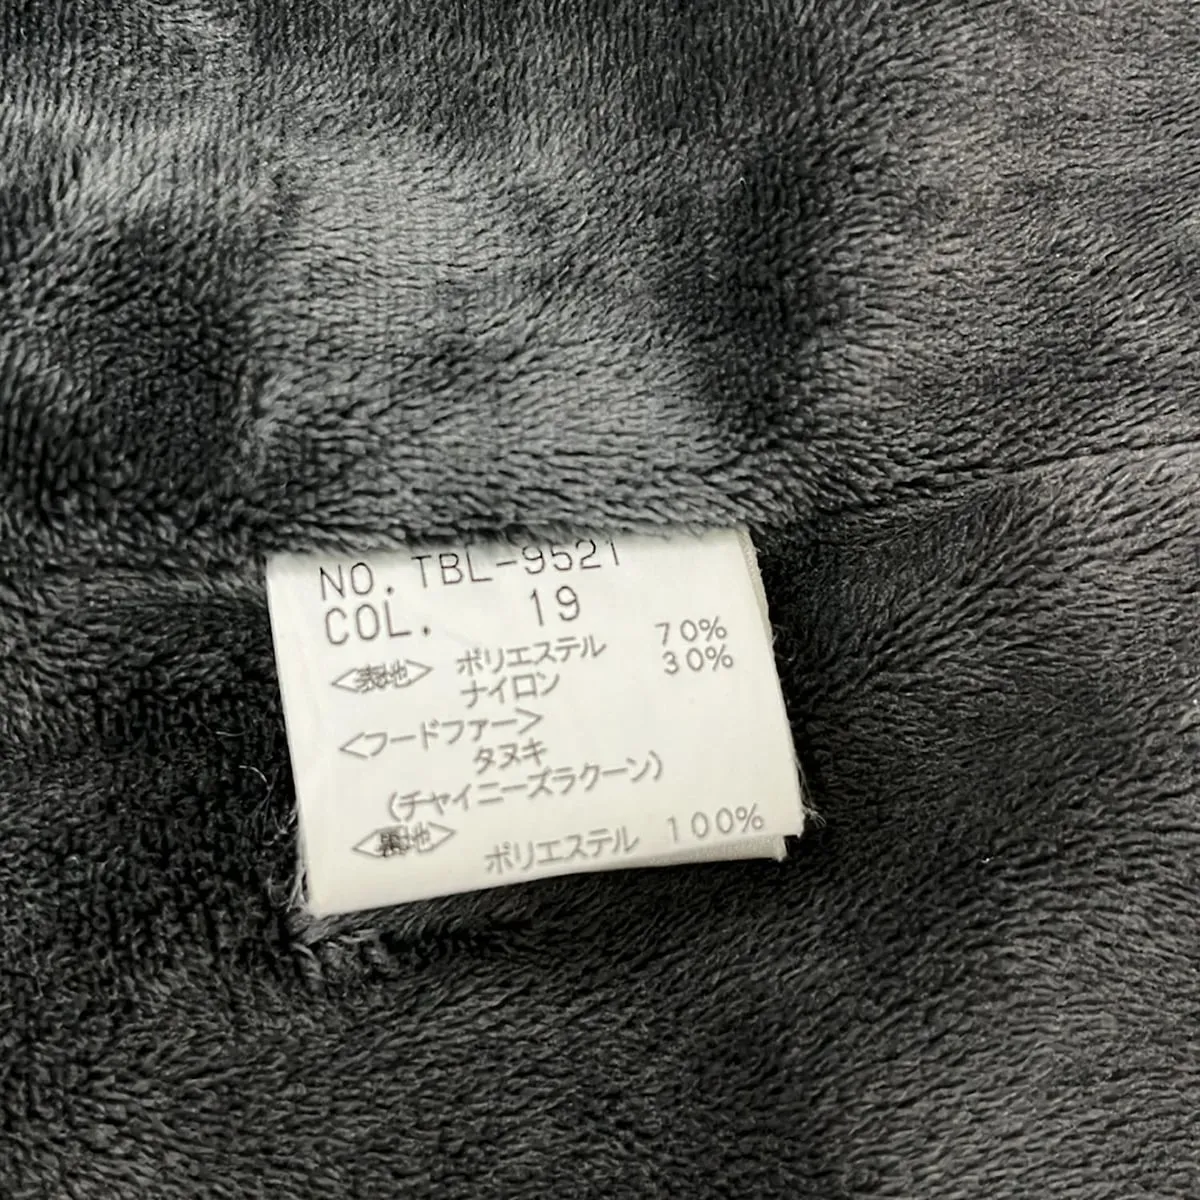 NO. TBL-9521
COL. 19
<表地> ポリエステル 70%
ナイロン 30%
<フードファー>
タヌキ
(チャイニーズラクーン)
<裏地>
ポリエステル 100%